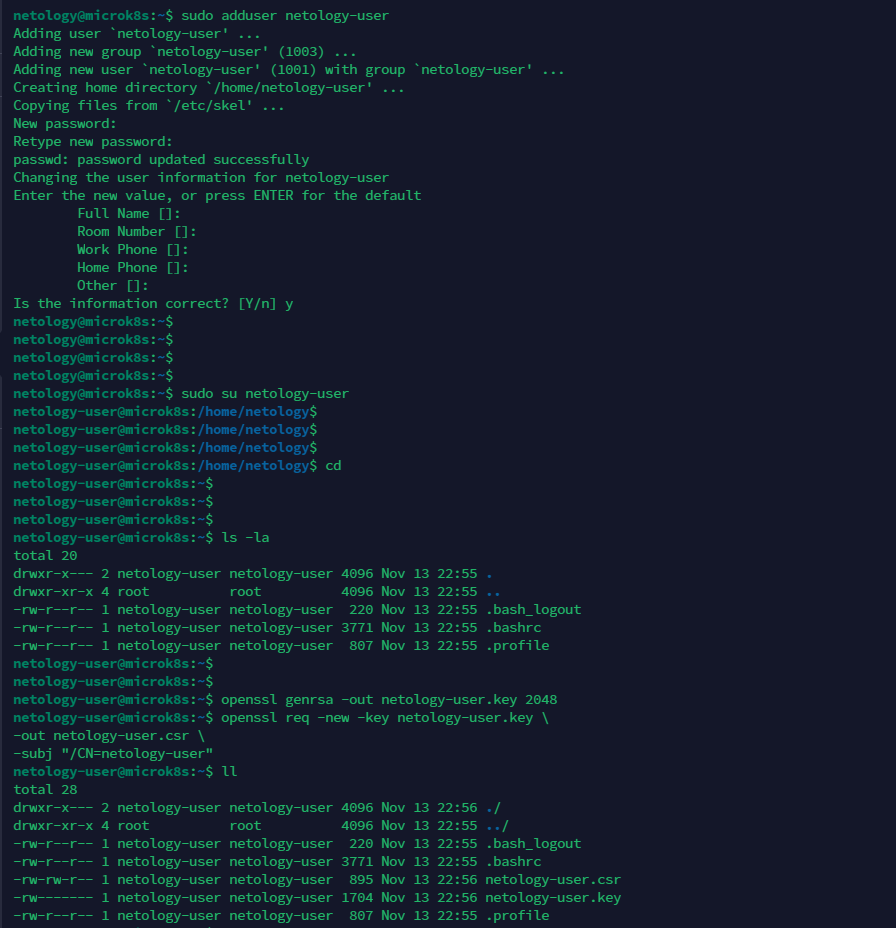 netology@microk8s:~$ sudo adduser netology-user
Adding user `netology-user' ...
Adding new group `netology-user' (1003) ...
Adding new user `netology-user' (1001) with group `netology-user' ...
Creating home directory `/home/netology-user' ...
Copying files from `/etc/skel' ...
New password:
Retype new password:
passwd: password updated successfully
Changing the user information for netology-user
Enter the new value, or press ENTER for the default
        Full Name []:
        Room Number []:
        Work Phone []:
        Home Phone []:
        Other []:
Is the information correct? [Y/n] y
netology@microk8s:~$
netology@microk8s:~$
netology@microk8s:~$
netology@microk8s:~$
netology@microk8s:~$ sudo su netology-user
netology-user@microk8s:/home/netology$
netology-user@microk8s:/home/netology$
netology-user@microk8s:/home/netology$
netology-user@microk8s:/home/netology$ cd
netology-user@microk8s:~$
netology-user@microk8s:~$
netology-user@microk8s:~$
netology-user@microk8s:~$ ls -la
total 20
drwxr-x--- 2 netology-user netology-user 4096 Nov 13 22:55 .
drwxr-xr-x 4 root          root          4096 Nov 13 22:55 ..
-rw-r--r-- 1 netology-user netology-user  220 Nov 13 22:55 .bash_logout
-rw-r--r-- 1 netology-user netology-user 3771 Nov 13 22:55 .bashrc
-rw-r--r-- 1 netology-user netology-user  807 Nov 13 22:55 .profile
netology-user@microk8s:~$
netology-user@microk8s:~$
netology-user@microk8s:~$ openssl genrsa -out netology-user.key 2048
netology-user@microk8s:~$ openssl req -new -key netology-user.key \
-out netology-user.csr \
-subj "/CN=netology-user"
netology-user@microk8s:~$ ll
total 28
drwxr-x--- 2 netology-user netology-user 4096 Nov 13 22:56 ./
drwxr-xr-x 4 root          root          4096 Nov 13 22:55 ../
-rw-r--r-- 1 netology-user netology-user  220 Nov 13 22:55 .bash_logout
-rw-r--r-- 1 netology-user netology-user 3771 Nov 13 22:55 .bashrc
-rw-rw-r-- 1 netology-user netology-user  895 Nov 13 22:56 netology-user.csr
-rw------- 1 netology-user netology-user 1704 Nov 13 22:56 netology-user.key
-rw-r--r-- 1 netology-user netology-user  807 Nov 13 22:55 .profile